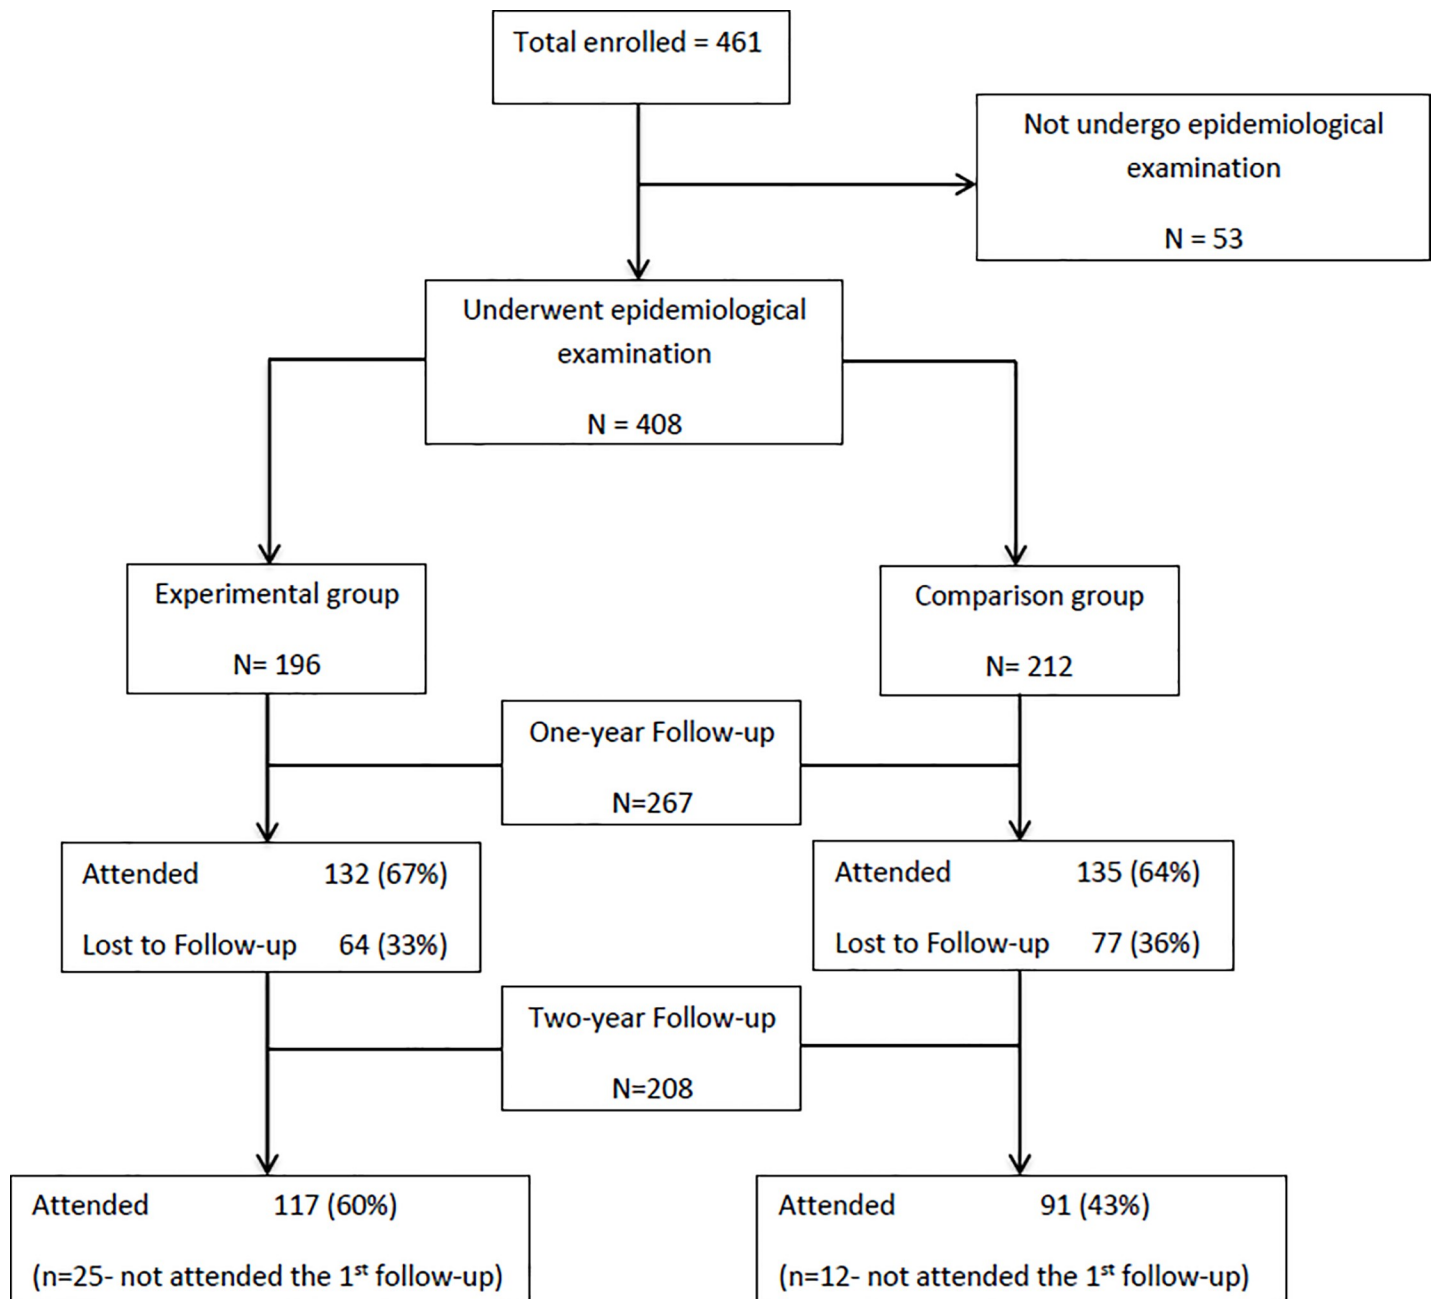 Total enrolled = 461
Not undergo epidemiological
examination
N = 53
Underwent epidemiological
examination
N = 408
Experimental group
N= 196
Comparison group
N= 212
One-year Follow-up
N=267
Attended 132 (67%)
Lost to Follow-up 64 (33%)
Attended 135 (64%)
Lost to Follow-up 77 (36%)
Two-year Follow-up
N=208
Attended 117 (60%)
(n=25- not attended the 1st follow-up)
Attended 91 (43%)
(n=12- not attended the 1st follow-up)